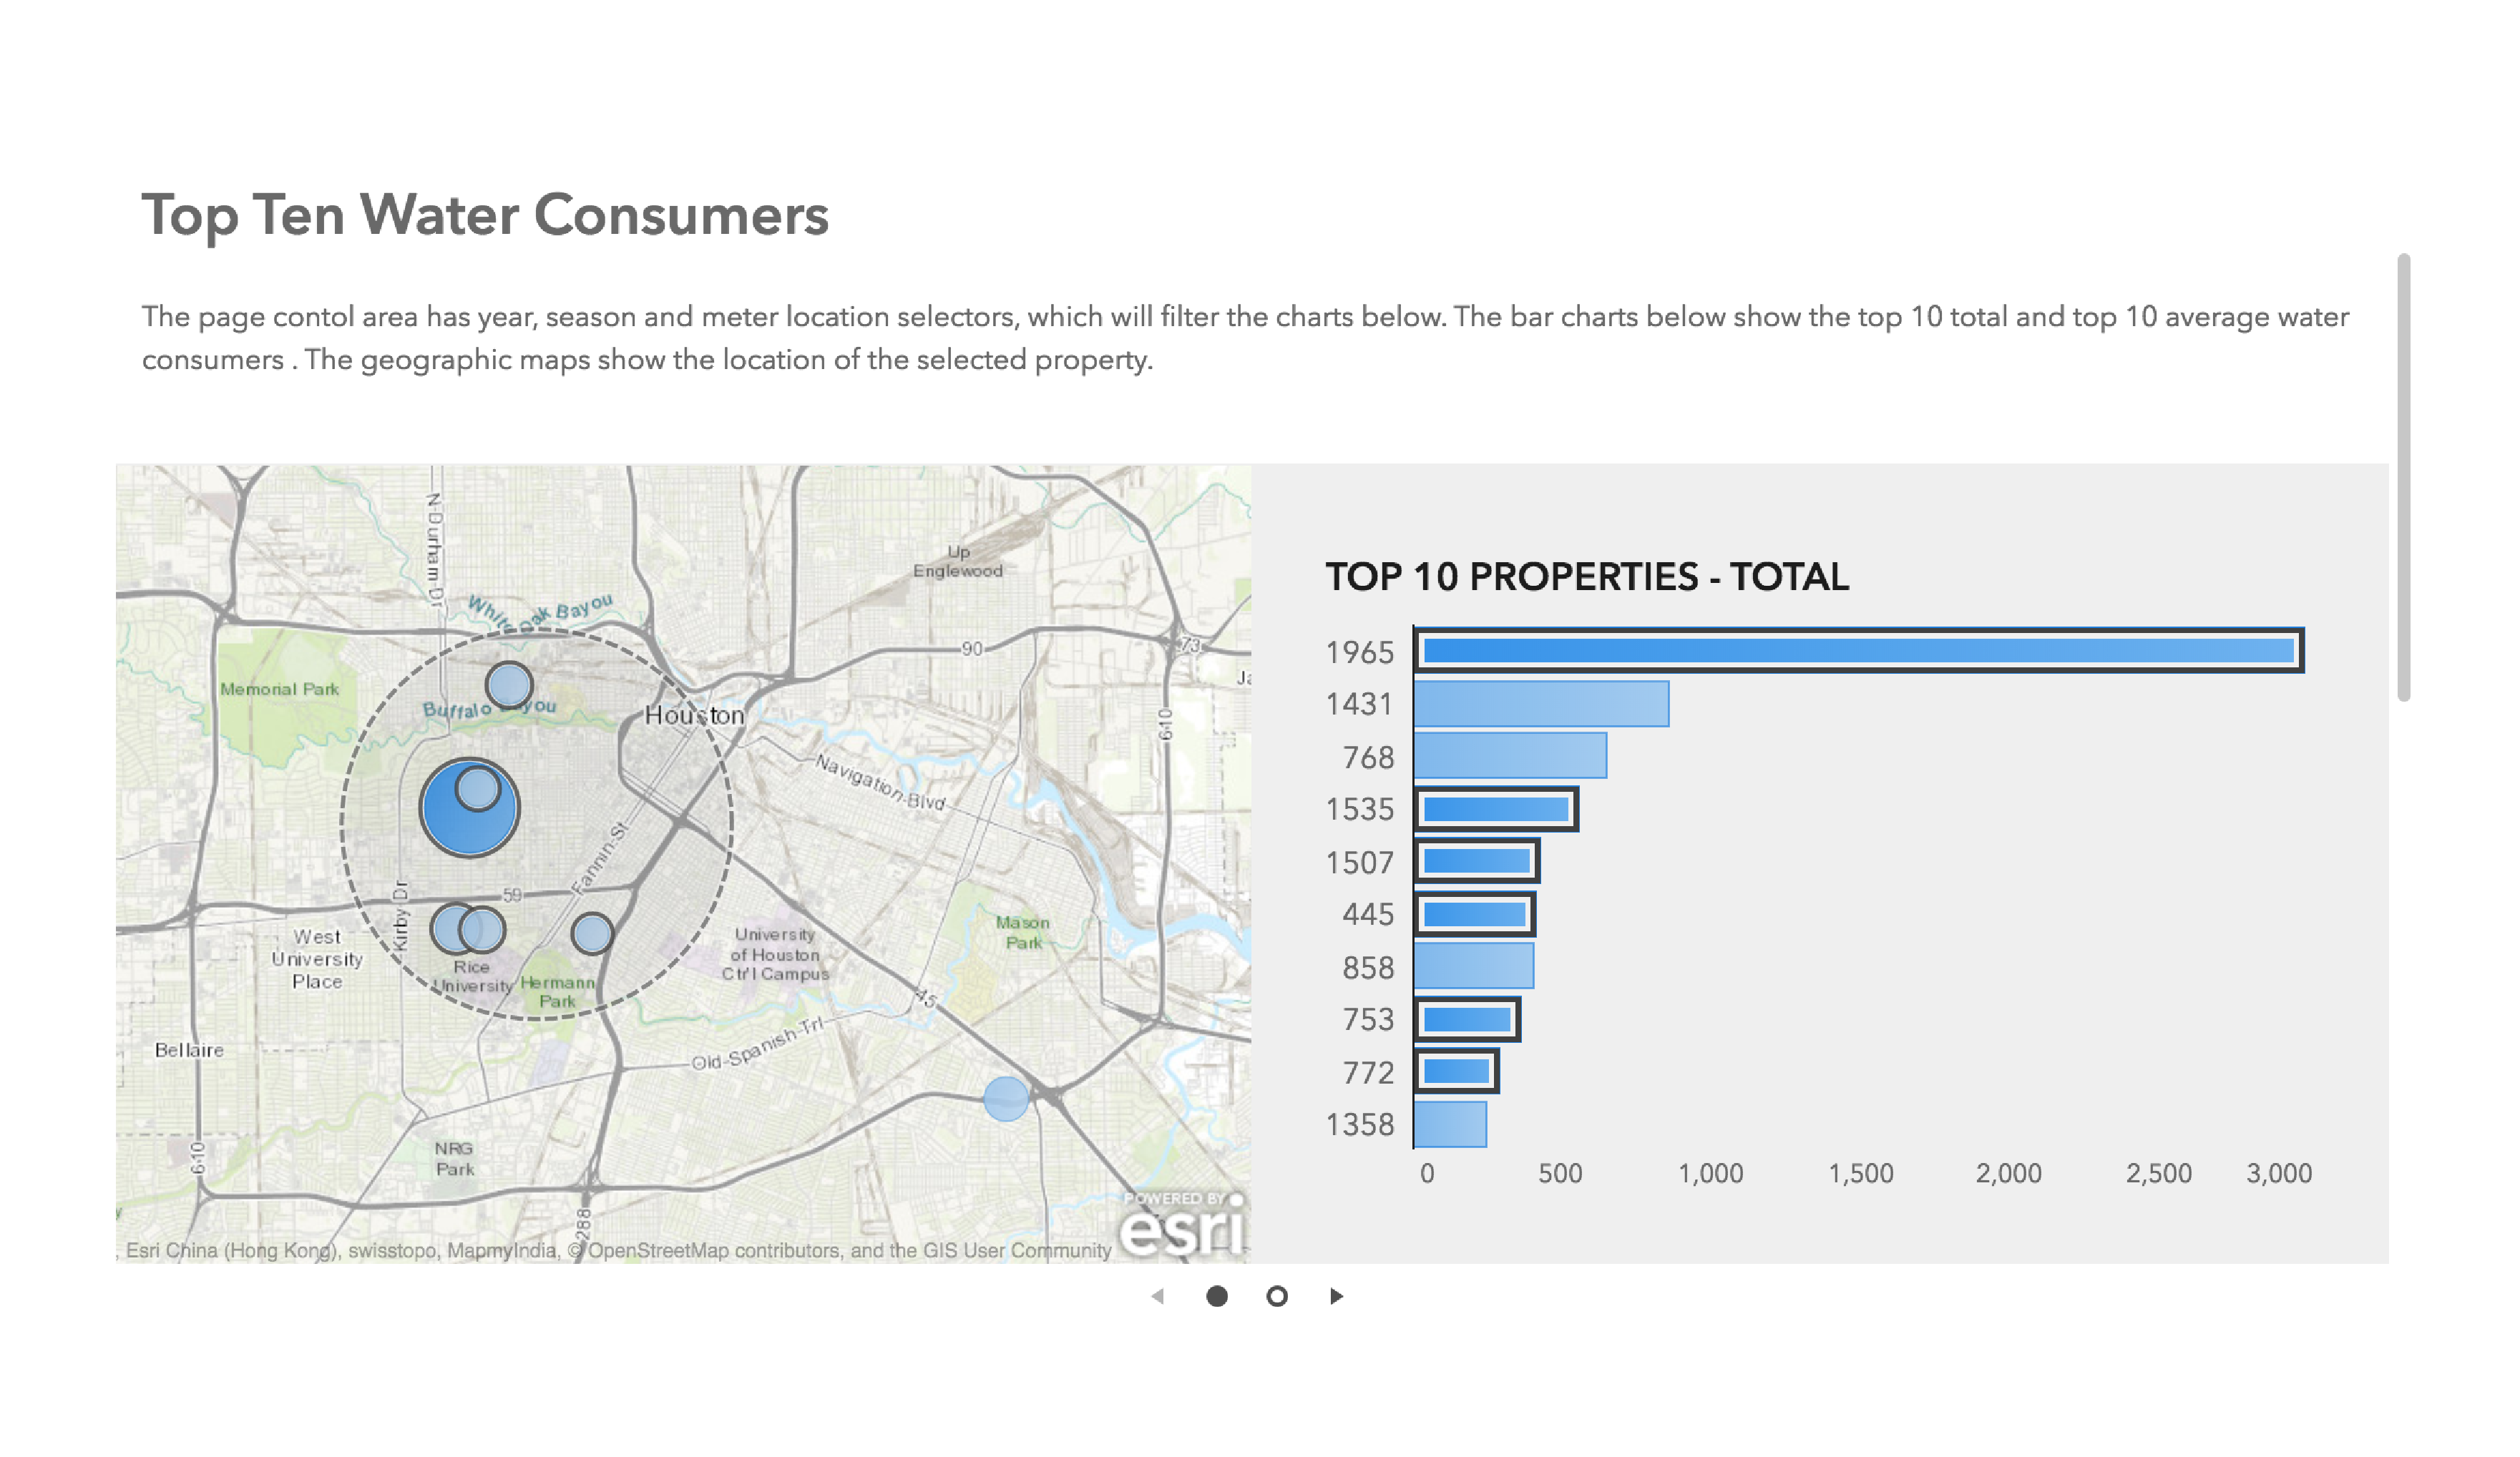 Top Ten Water Consumers
The page contol area has year, season and meter location selectors, which will filter the charts below. The bar charts below show the top 10 total and top 10 average water
consumers . The geographic maps show the location of the selected property.
N-Durham-Dr
White Oak Bayou
Up
Englewood
90
73
Memorial Park
Buffalo Bayou
Houston
610
Navigation-Blvd
Fannin-St
59
Kirby Dr
West
University
Place
Rice
University
Hermann
Park
University
of Houston
Ctr'l Campus
Mason
Park
45
Old-Spanish-Trl
Bellaire
610
NRG
Park
288
POWERED BY
esri
, Esri China (Hong Kong), swisstopo, MapmyIndia, © OpenStreetMap contributors, and the GIS User Community
TOP 10 PROPERTIES - TOTAL
1965
1431
768
1535
1507
445
858
753
772
1358
0 500 1,000 1,500 2,000 2,500 3,000